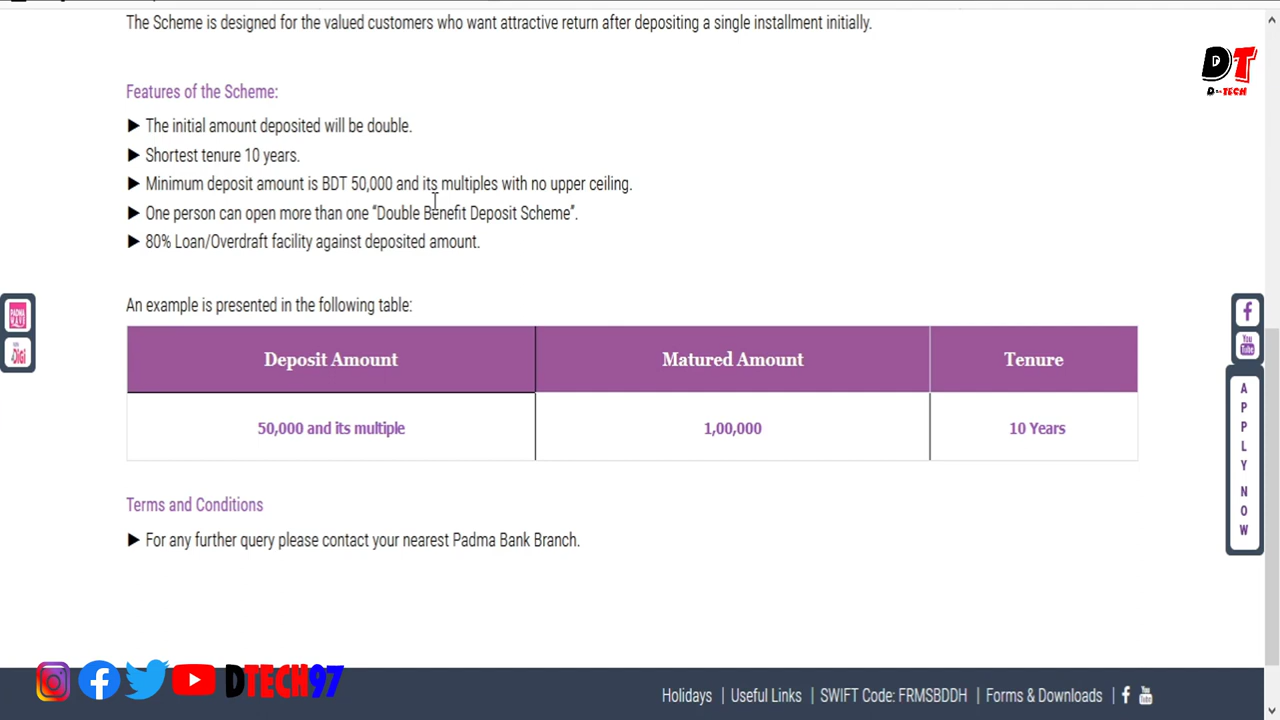 The Scheme is designed for the valued customers who want attractive return after depositing a single installment initially.
DT
TECH
Features of the Scheme:
The initial amount deposited will be double.
Shortest tenure 10 years.
Minimum deposit amount is BDT 50,000 and its multiples with no upper ceiling.
One person can open more than one “Double Benefit Deposit Scheme”.
80% Loan/Overdraft facility against deposited amount.
An example is presented in the following table:
Deposit Amount Matured Amount Tenure
50,000 and its multiple 1,00,000 10 Years
Terms and Conditions
For any further query please contact your nearest Padma Bank Branch.
PADMA
Digi
You
Tube
A
P
P
L
Y
N
O
W
DTECH97
Holidays | Useful Links | SWIFT Code: FRMSBDDH | Forms & Downloads |